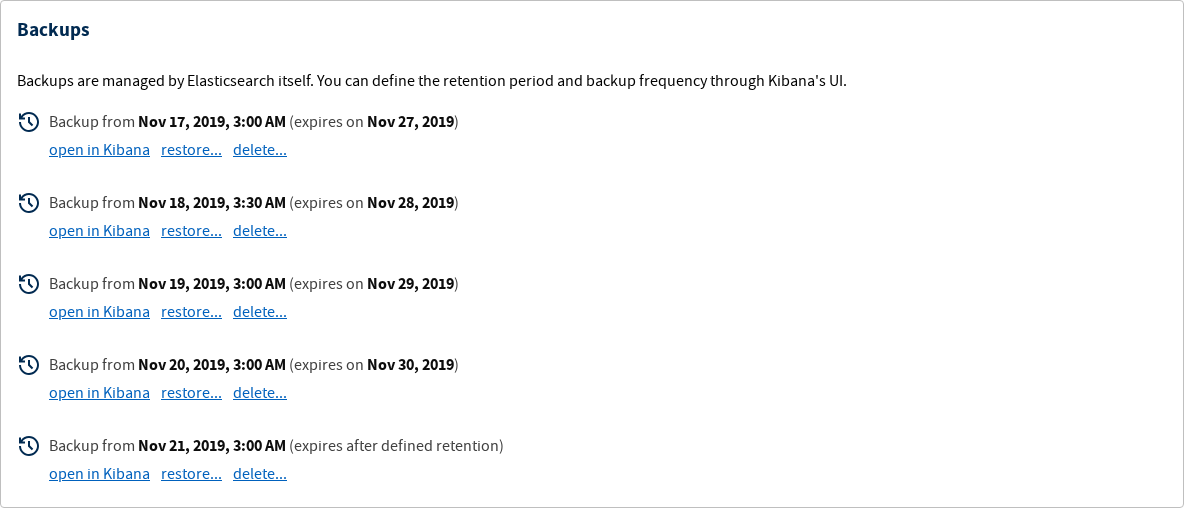 Backups
Backups are managed by Elasticsearch itself. You can define the retention period and backup frequency through Kibana's UI.
Backup from Nov 17, 2019, 3:00 AM (expires on Nov 27, 2019)
open in Kibana restore... delete...
Backup from Nov 18, 2019, 3:30 AM (expires on Nov 28, 2019)
open in Kibana restore... delete...
Backup from Nov 19, 2019, 3:00 AM (expires on Nov 29, 2019)
open in Kibana restore... delete...
Backup from Nov 20, 2019, 3:00 AM (expires on Nov 30, 2019)
open in Kibana restore... delete...
Backup from Nov 21, 2019, 3:00 AM (expires after defined retention)
open in Kibana restore... delete...